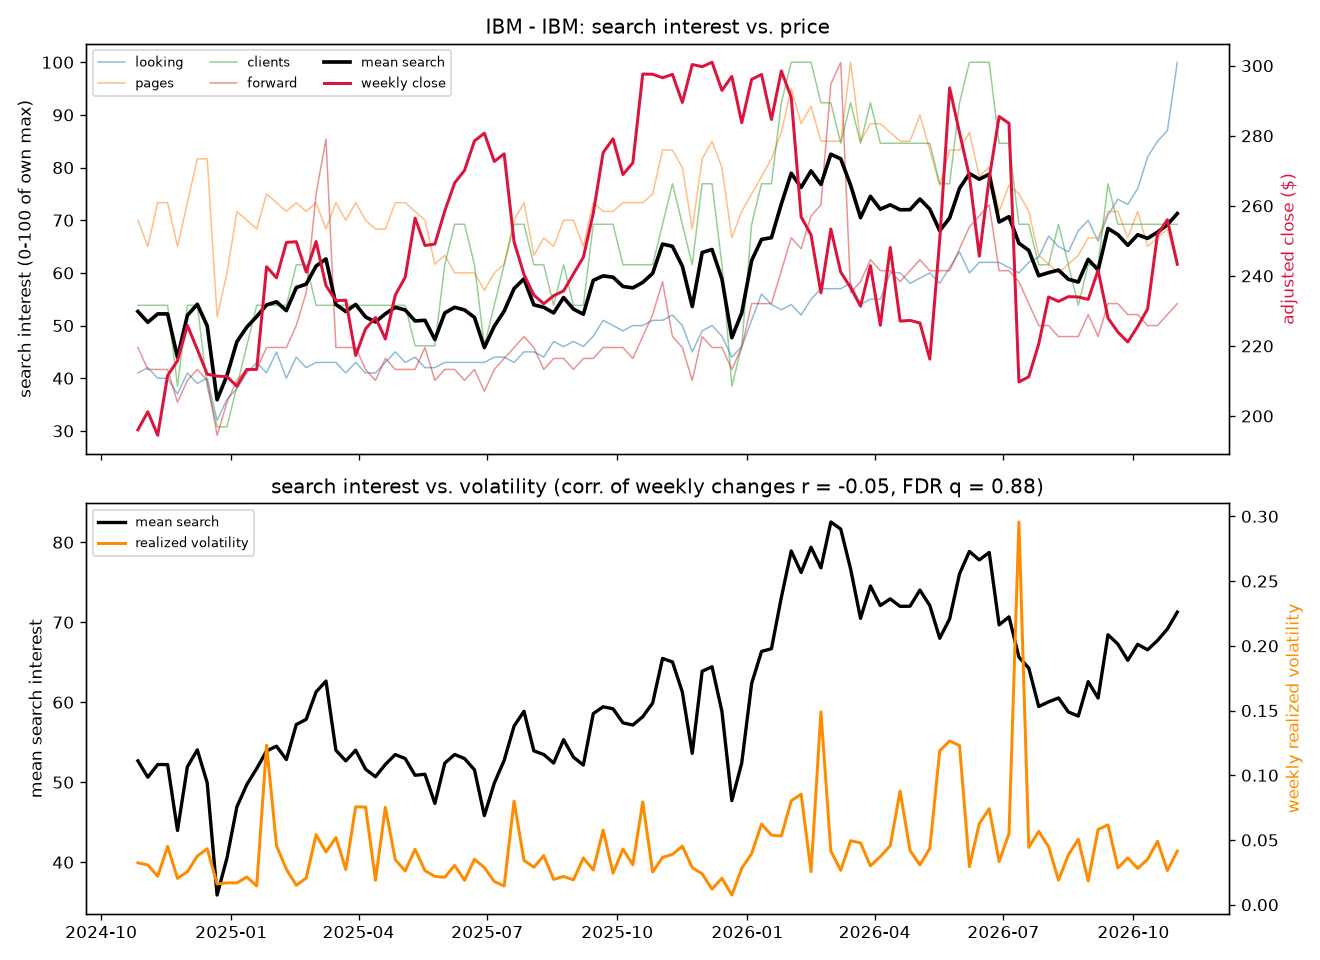 IBM - IBM: search interest vs. price
looking
pages
clients
forward
mean search
weekly close
search interest (0-100 of own max)
100
90
80
70
60
50
40
30
adjusted close ($)
300
280
260
240
220
200
search interest vs. volatility (corr. of weekly changes r = -0.05, FDR q = 0.88)
mean search
realized volatility
mean search interest
80
70
60
50
40
weekly realized volatility
0.30
0.25
0.20
0.15
0.10
0.05
0.00
2024-10
2025-01
2025-04
2025-07
2025-10
2026-01
2026-04
2026-07
2026-10